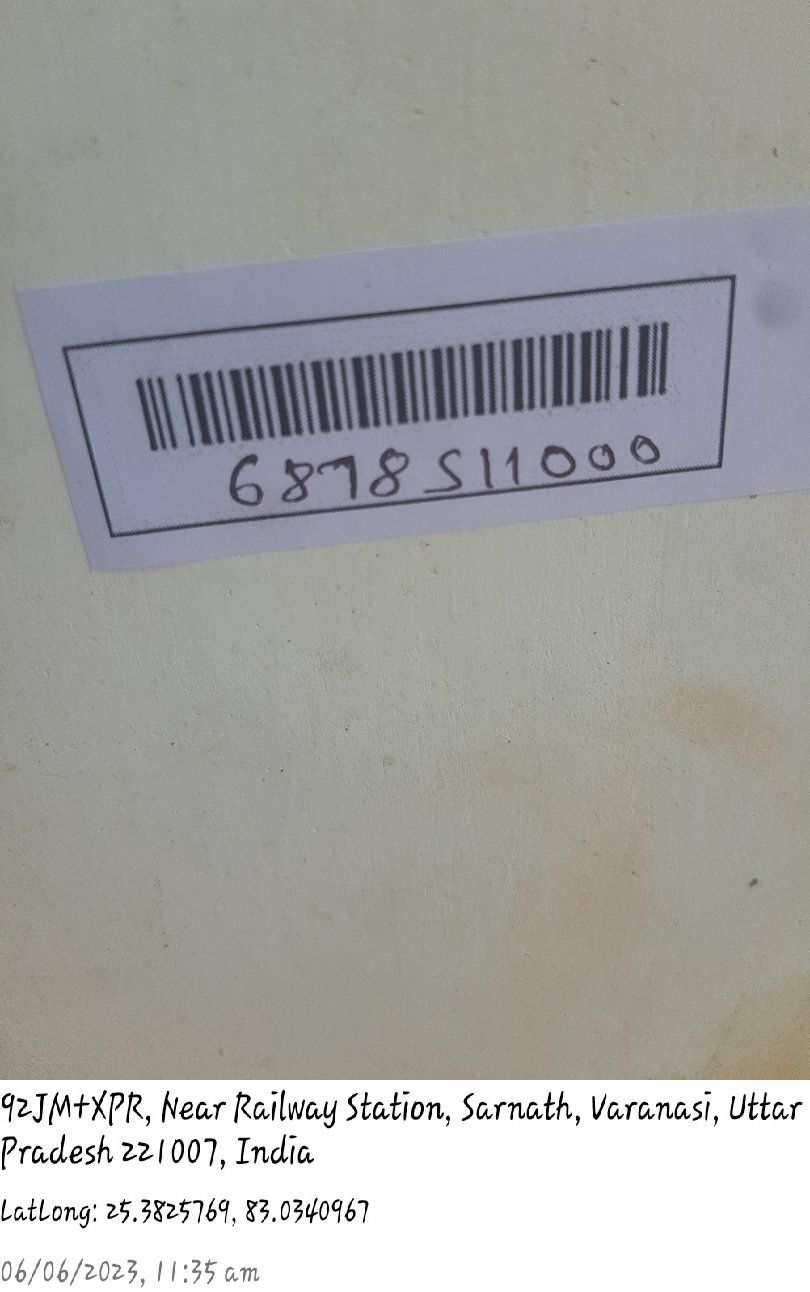 6878S11000
92JM+XPR, Near Railway Station, Sarnath, Varanasi, Uttar
Pradesh 221007, India
LatLong: 25.3825769, 83.0340967
06/06/2023, 11:35 am